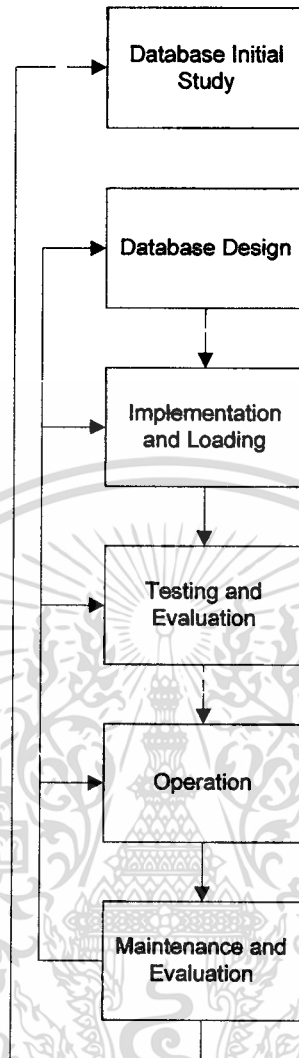 Database Initial
Study
Database Design
Implementation
and Loading
Testing and
Evaluation
Operation
Maintenance and
Evaluation